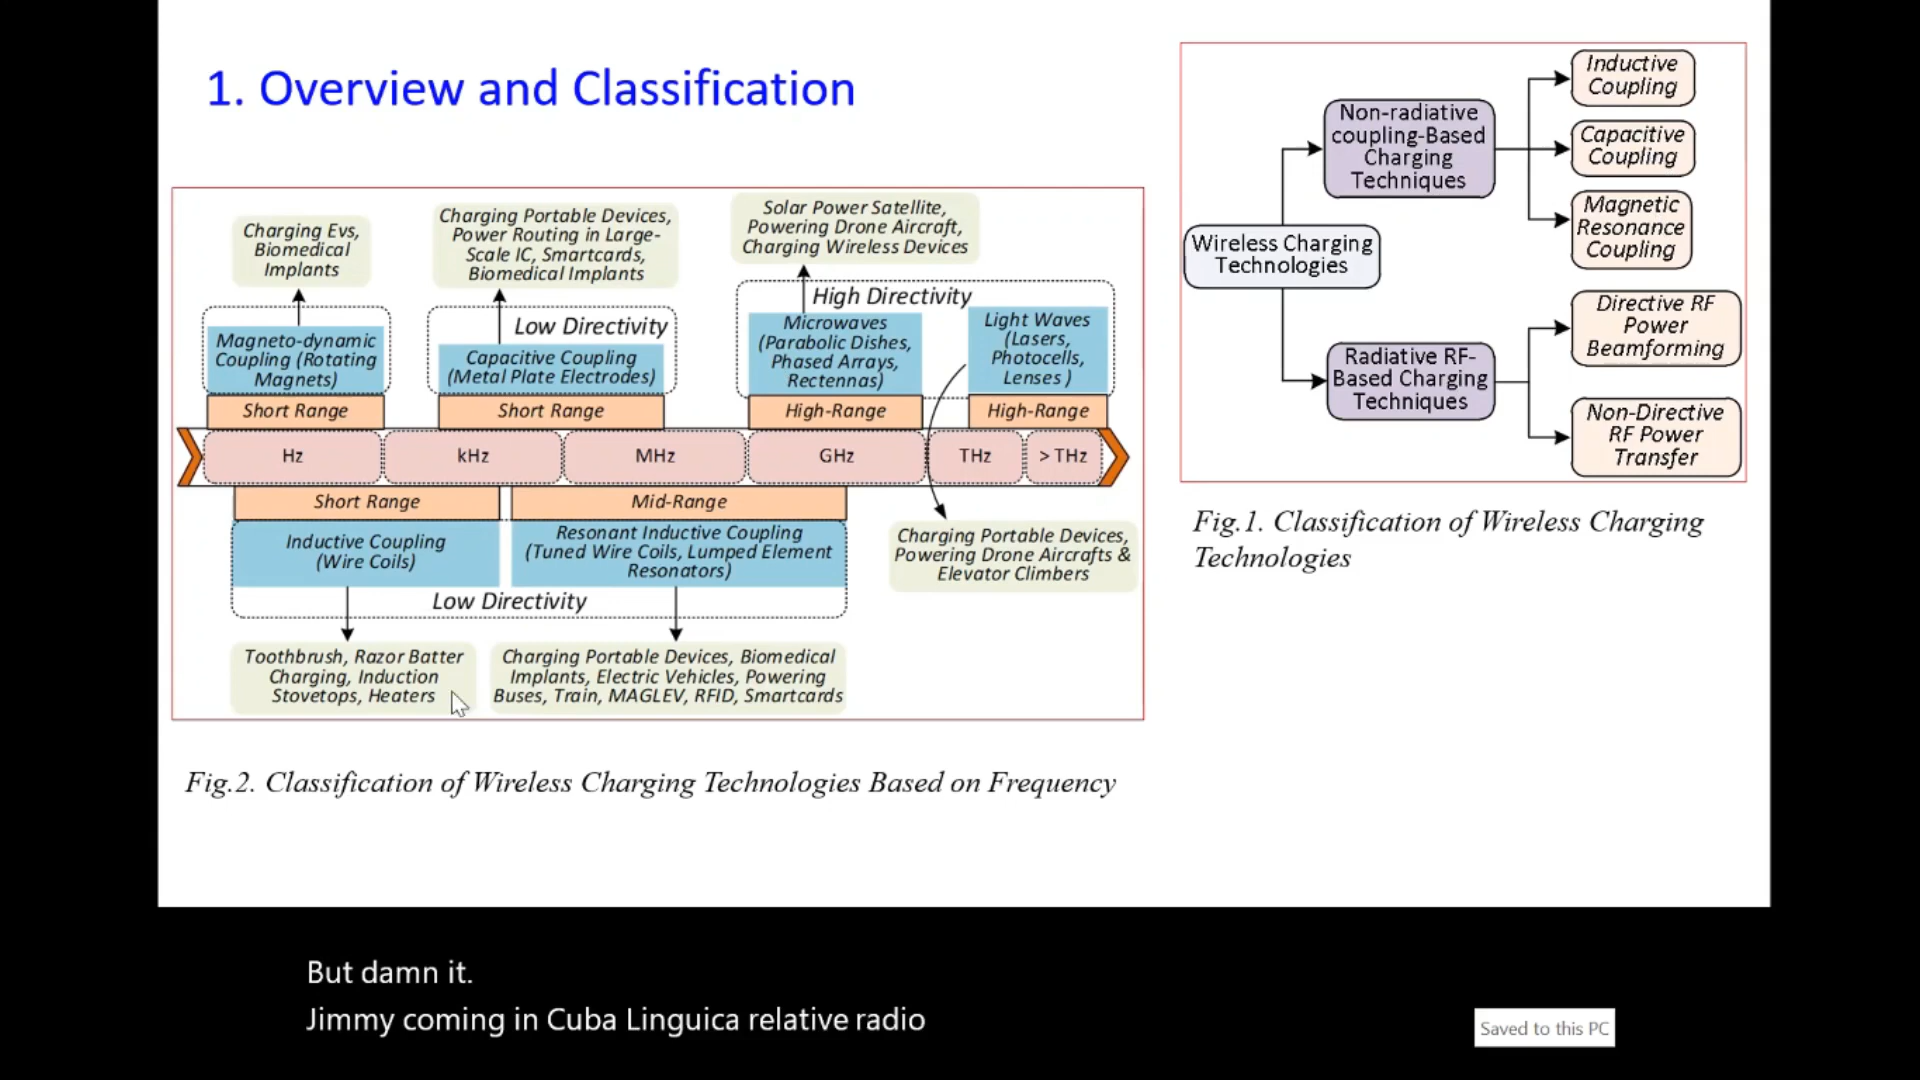 1. Overview and Classification
Charging Evs,
Biomedical
Implants
Charging Portable Devices,
Power Routing in Large-
Scale IC, Smartcards,
Biomedical Implants
Solar Power Satellite,
Powering Drone Aircraft,
Charging Wireless Devices
High Directivity
Low Directivity
Magneto-dynamic
Coupling (Rotating
Magnets)
Capacitive Coupling
(Metal Plate Electrodes)
Microwaves
(Parabolic Dishes,
Phased Arrays,
Rectennas)
Light Waves
(Lasers,
Photocells,
Lenses )
Short Range
Short Range
High-Range
High-Range
Hz
kHz
MHz
GHz
THz
> THz
Short Range
Mid-Range
Inductive Coupling
(Wire Coils)
Resonant Inductive Coupling
(Tuned Wire Coils, Lumped Element
Resonators)
Low Directivity
Charging Portable Devices,
Powering Drone Aircrafts &
Elevator Climbers
Toothbrush, Razor Batter
Charging, Induction
Stovetops, Heaters
Charging Portable Devices, Biomedical
Implants, Electric Vehicles, Powering
Buses, Train, MAGLEV, RFID, Smartcards
Fig.2. Classification of Wireless Charging Technologies Based on Frequency
Wireless Charging
Technologies
Non-radiative
coupling-Based
Charging
Techniques
Inductive
Coupling
Capacitive
Coupling
Magnetic
Resonance
Coupling
Radiative RF-
Based Charging
Techniques
Directive RF
Power
Beamforming
Non-Directive
RF Power
Transfer
Fig.1. Classification of Wireless Charging
Technologies
But damn it.
Jimmy coming in Cuba Linguica relative radio
Saved to this PC